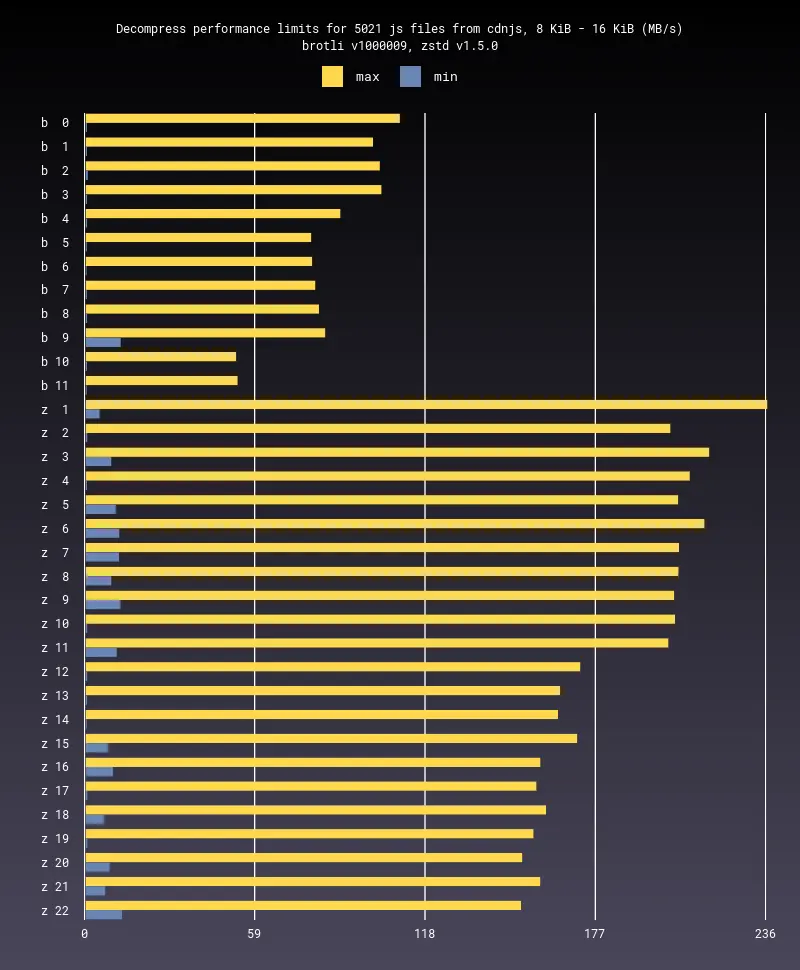 Decompress performance limits for 5021 js files from cdnjs, 8 KiB - 16 KiB (MB/s)
brotli v1000009, zstd v1.5.0
max min
b 0
b 1
b 2
b 3
b 4
b 5
b 6
b 7
b 8
b 9
b 10
b 11
z 1
z 2
z 3
z 4
z 5
z 6
z 7
z 8
z 9
z 10
z 11
z 12
z 13
z 14
z 15
z 16
z 17
z 18
z 19
z 20
z 21
z 22
0 59 118 177 236